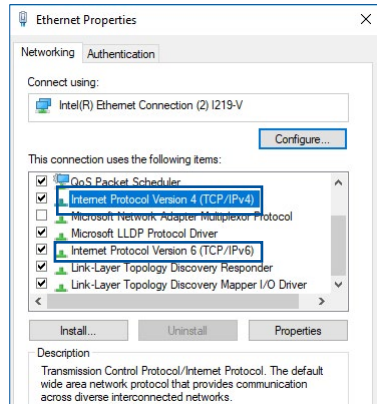 Ethernet Properties
Networking Authentication
Connect using:
Intel(R) Ethernet Connection (2) I219-V
Configure...
This connection uses the following items:
QoS Packet Scheduler
Internet Protocol Version 4 (TCP/IPv4)
Microsoft Network Adapter Multiplexor Protocol
Microsoft LLDP Protocol Driver
Internet Protocol Version 6 (TCP/IPv6)
Link-Layer Topology Discovery Responder
Link-Layer Topology Discovery Mapper I/O Driver
Install... Uninstall Properties
Description
Transmission Control Protocol/Internet Protocol. The default
wide area network protocol that provides communication
across diverse interconnected networks.